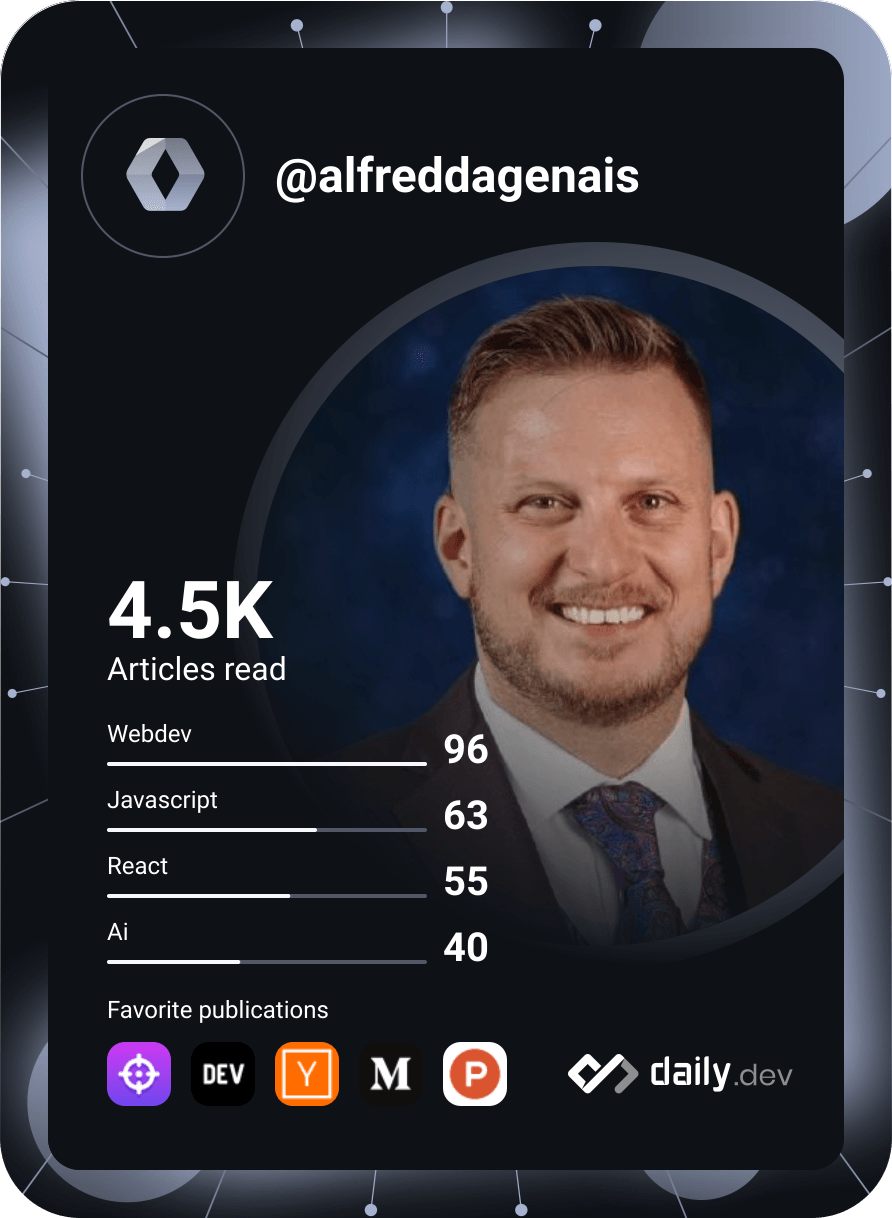 @alfreddagenais
4.5K
Articles read
Webdev
96
Javascript
63
React
55
Ai
40
Favorite publications
DEV
Y
M
P
daily.dev